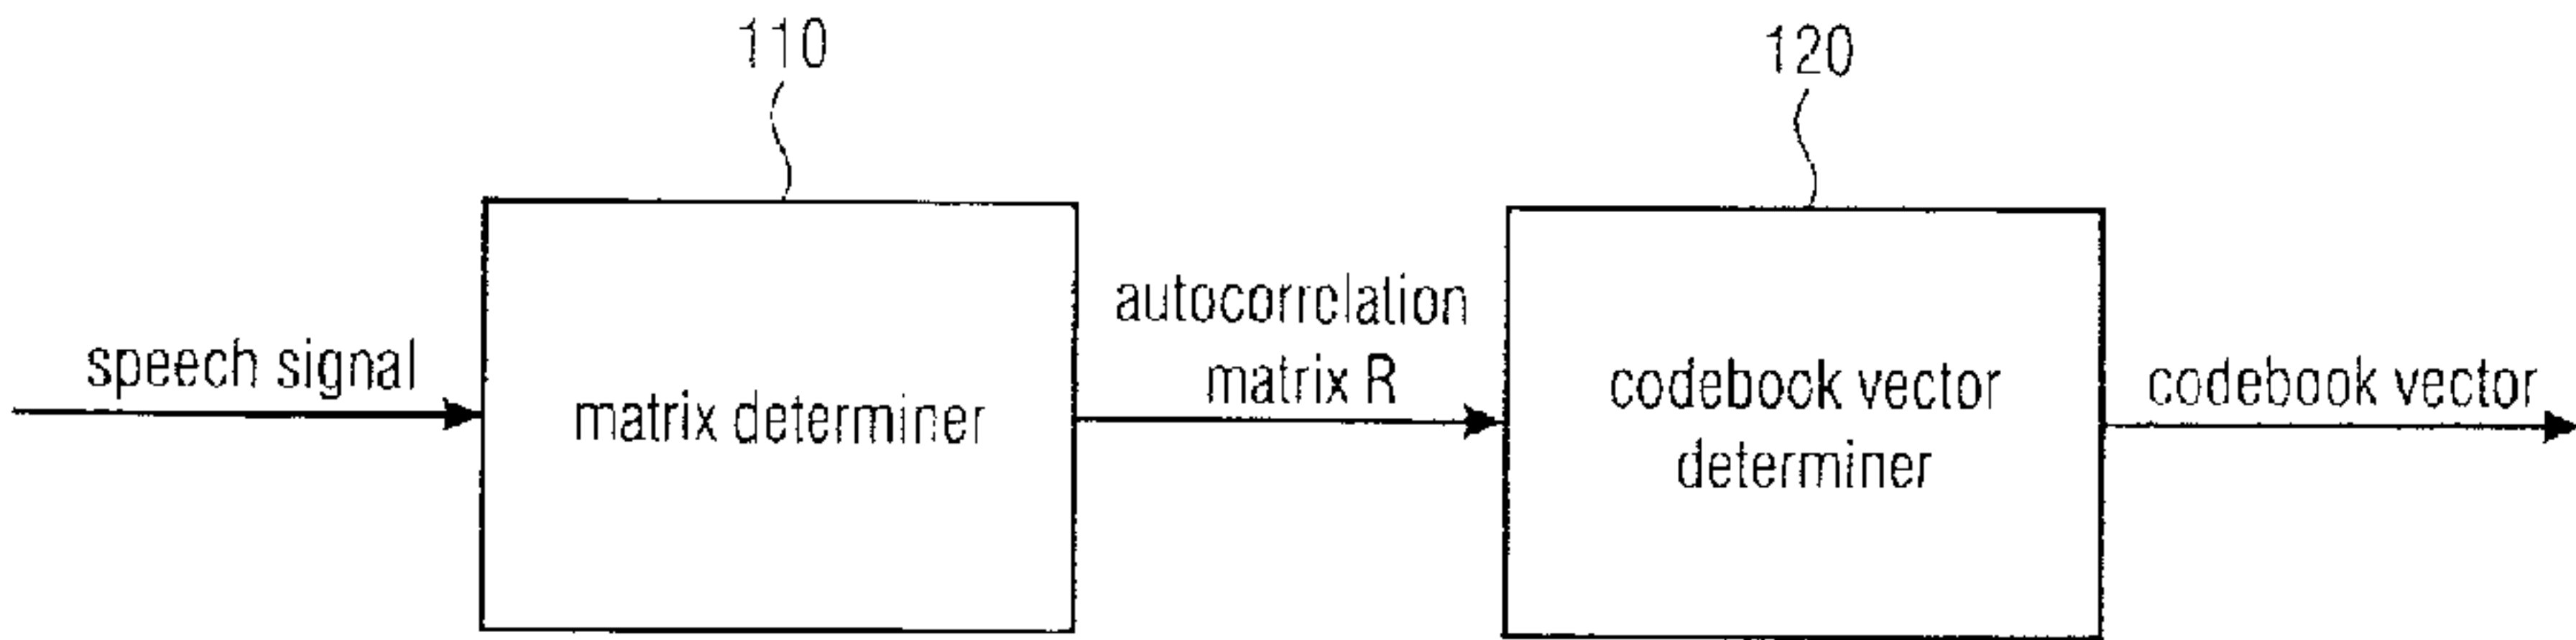 110
120
speech signal
matrix determiner
autocorrelation
matrix R
codebook vector
determiner
codebook vector